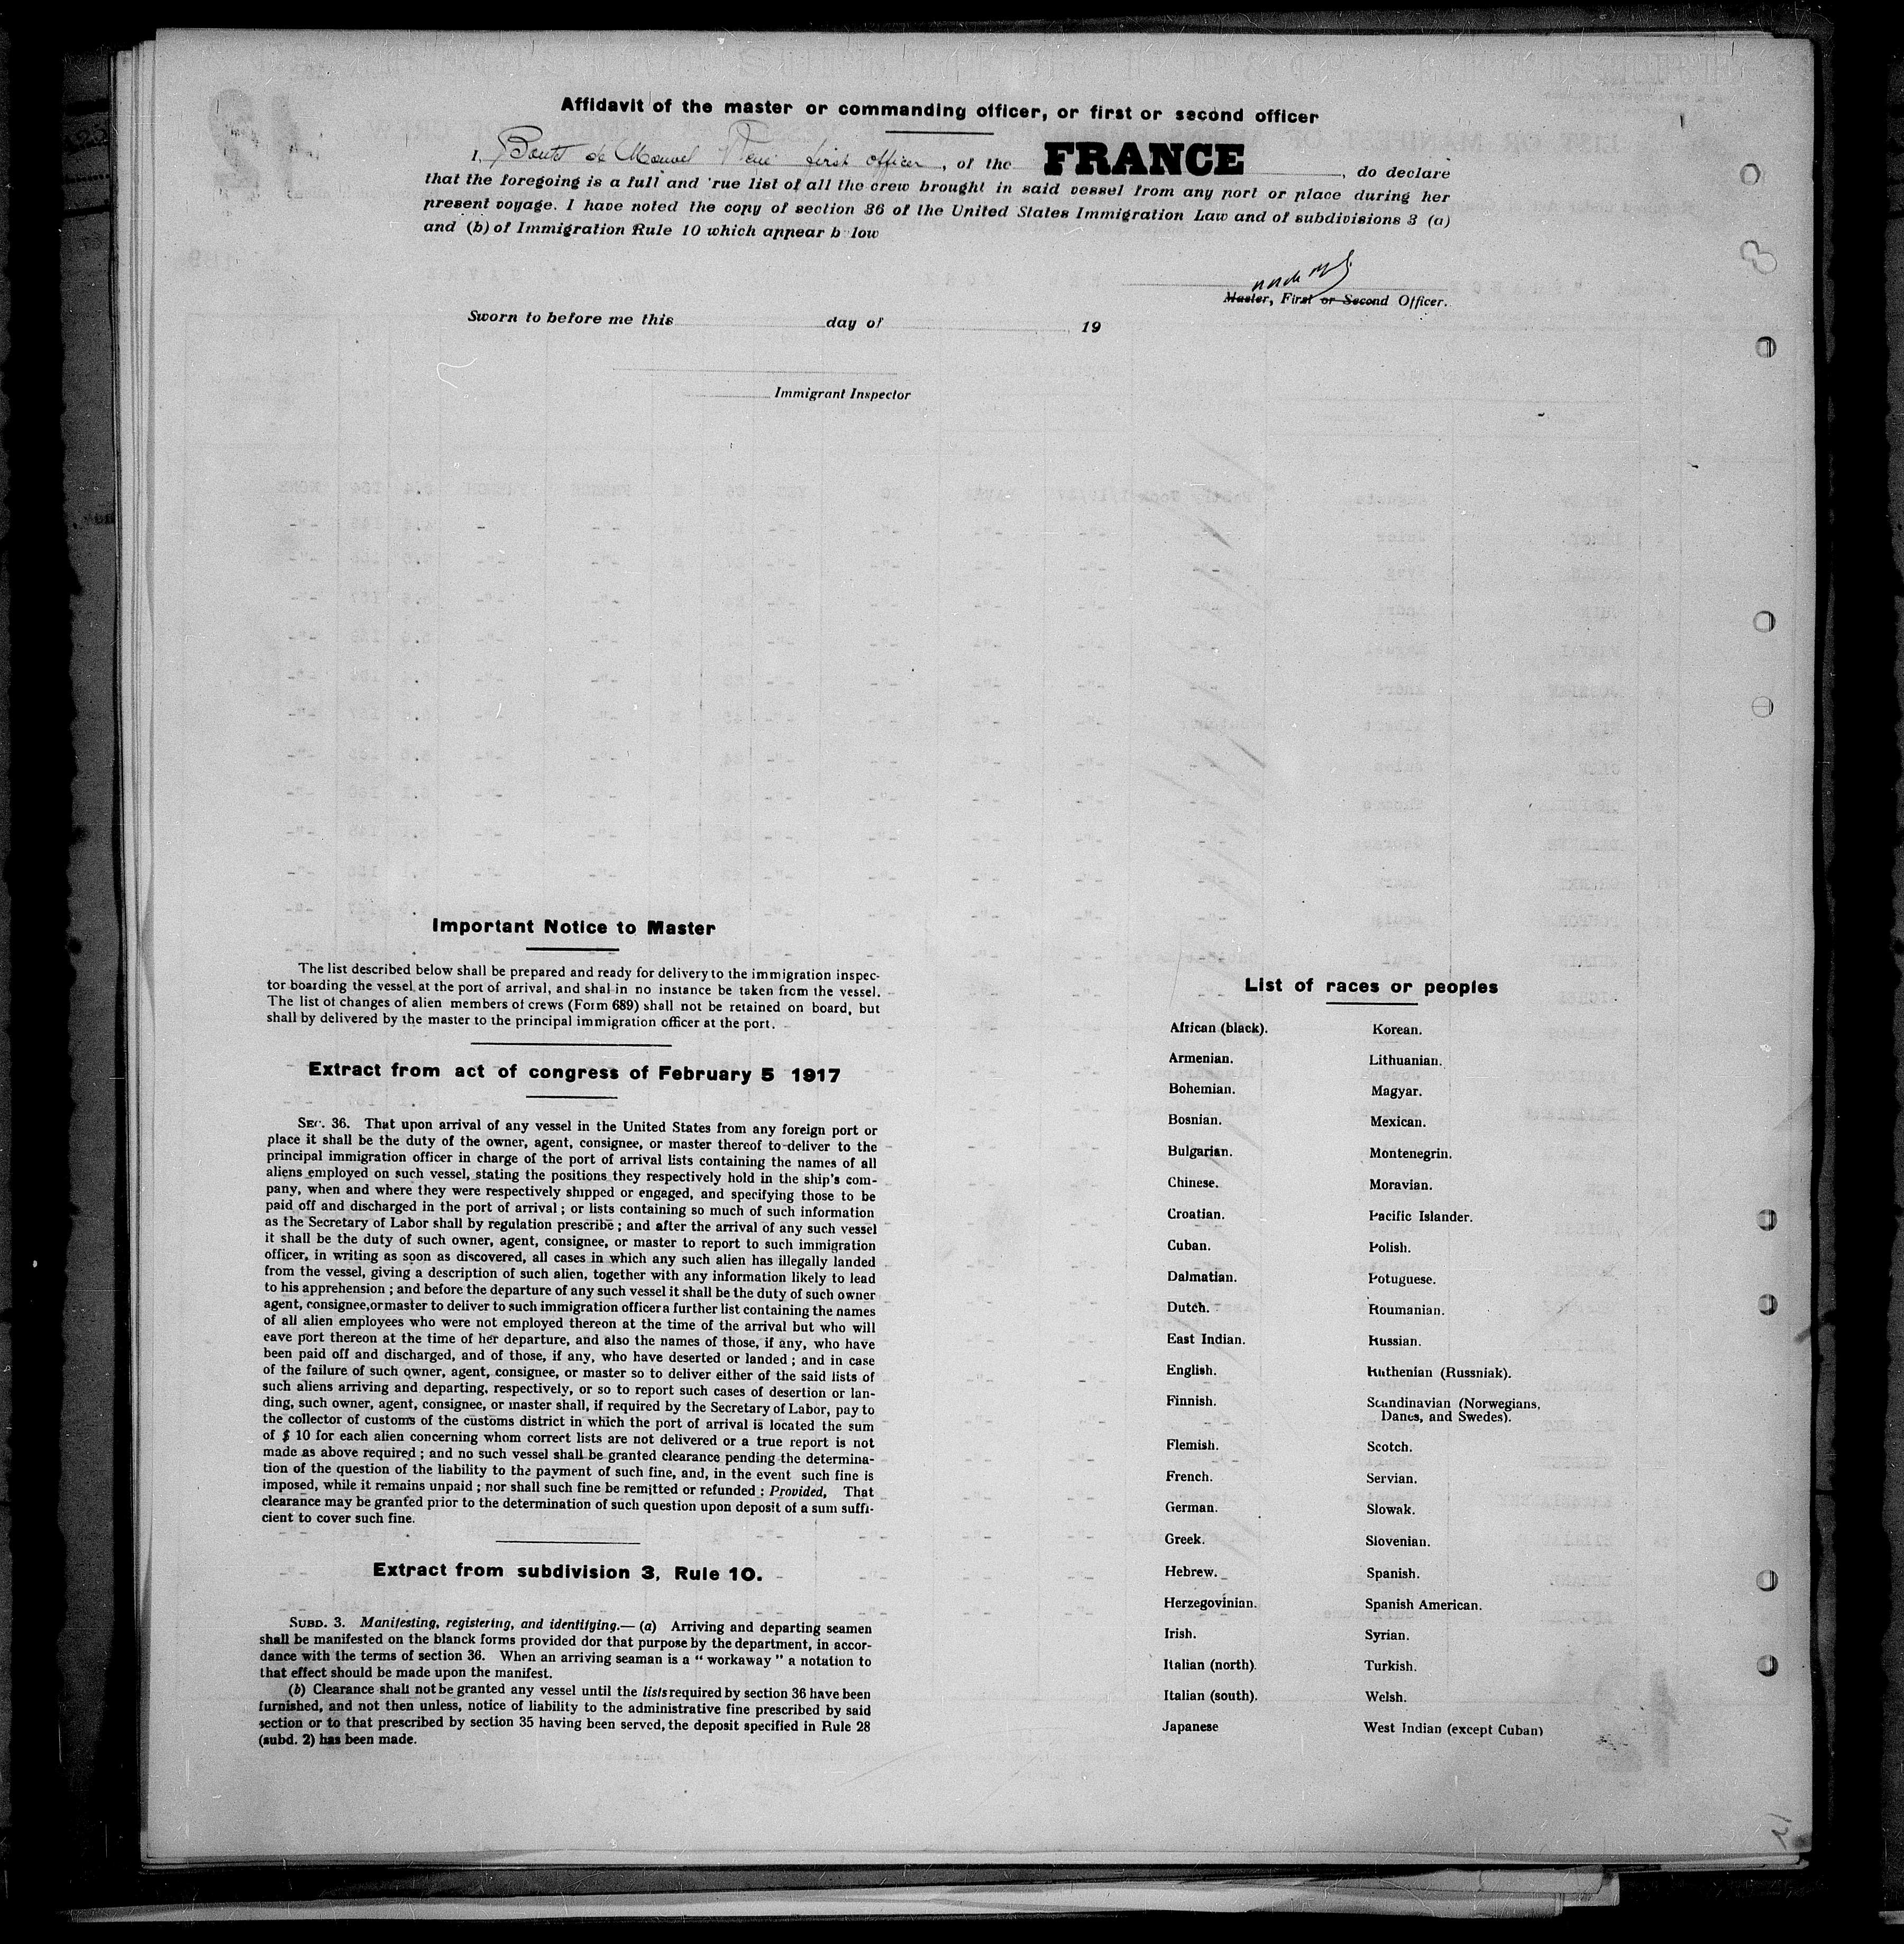 Affidavit of the master or commanding officer, or first or second officer
I, de first officer, of the FRANCE, do declare
that the foregoing is a full and 'rue list of all the crew brought in said vessel from any port or place during her
present voyage. I have noted the copy of section 36 of the United States Immigration Law and of subdivisions 3 (a)
and (b) of Immigration Rule 10 which appear b low
Master, First or Second Officer.
Sworn to before me this day of 19
Immigrant Inspector
Important Notice to Master
The list described below shall be prepared and ready for delivery to the immigration inspec-
tor boarding the vessel at the port of arrival, and shal in no instance be taken from the vessel.
The list of changes of alien members of crews (Form 689) shall not be retained on board, but
shall by delivered by the master to the principal immigration officer at the port.
Extract from act of congress of February 5 1917
SEC. 36. That upon arrival of any vessel in the United States from any foreign port or
place it shall be the duty of the owner, agent, consignee, or master thereof to deliver to the
principal immigration officer in charge of the port of arrival lists containing the names of all
aliens employed on such vessel, stating the positions they respectively hold in the ship's com-
pany, when and where they were respectively shipped or engaged, and specifying those to be
paid off and discharged in the port of arrival; or lists containing so much of such information
as the Secretary of Labor shall by regulation prescribe; and after the arrival of any such vessel
it shall be the duty of such owner, agent, consignee, or master to report to such immigration
officer, in writing as soon as discovered, all cases in which any such alien has illegally landed
from the vessel, giving a description of such alien, together with any information likely to lead
to his apprehension; and before the departure of any such vessel it shall be the duty of such owner
agent, consignee, or master to deliver to such immigration officer a further list containing the names
of all alien employees who were not employed thereon at the time of the arrival but who will
eave port thereon at the time of her departure, and also the names of those, if any, who have
been paid off and discharged, and of those, if any, who have deserted or landed; and in case
of the failure of such owner, agent, consignee, or master so to deliver either of the said lists of
such aliens arriving and departing, respectively, or so to report such cases of desertion or lan-
ding, such owner, agent, consignee, or master shall, if required by the Secretary of Labor, pay to
the collector of customs of the customs district in which the port of arrival is located the sum
of $ 10 for each alien concerning whom correct lists are not delivered or a true report is not
made as above required; and no such vessel shall be granted clearance pending the determina-
tion of the question of the liability to the payment of such fine, and, in the event such fine is
imposed, while it remains unpaid; nor shall such fine be remitted or refunded: Provided, That
clearance may be granted prior to the determination of such question upon deposit of a sum suffi-
cient to cover such fine.
Extract from subdivision 3, Rule 10.
SUBD. 3. Manifesting, registering, and identifying.— (a) Arriving and departing seamen
shall be manifested on the blanck forms provided dor that purpose by the department, in accor-
dance with the terms of section 36. When an arriving seaman is a " workaway " a notation to
that effect should be made upon the manifest.
(b) Clearance shall not be granted any vessel until the lists required by section 36 have been
furnished, and not then unless, notice of liability to the administrative fine prescribed by said
section or to that prescribed by section 35 having been served, the deposit specified in Rule 28
(subd. 2) has been made.
List of races or peoples
African (black).
Armenian.
Bohemian.
Bosnian.
Bulgarian.
Chinese.
Croatian.
Cuban.
Dalmatian.
Dutch.
East Indian.
English.
Finnish.
Flemish.
French.
German.
Greek.
Hebrew.
Herzegovinian.
Irish.
Italian (north).
Italian (south).
Japanese
Korean.
Lithuanian.
Magyar.
Mexican.
Montenegrin.
Moravian.
Pacific Islander.
Polish.
Potuguese.
Roumanian.
Russian.
Ruthenian (Russniak).
Scandinavian (Norwegians,
Danes, and Swedes).
Scotch.
Servian.
Slowak.
Slovenian.
Spanish.
Spanish American.
Syrian.
Turkish.
Welsh.
West Indian (except Cuban)